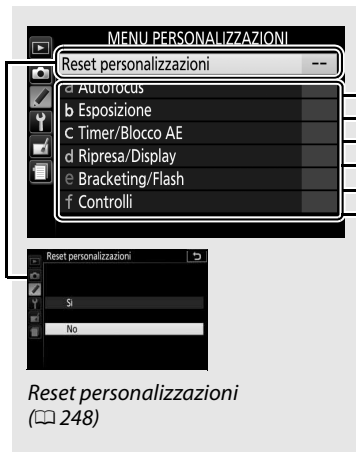 MENU PERSONALIZZAZIONI
Reset personalizzazioni --
a Autofocus
b Esposizione
c Timer/Blocco AE
d Ripresa/Display
e Bracketing/Flash
f Controlli
Reset personalizzazioni
Sì
No
Reset personalizzazioni
(248)